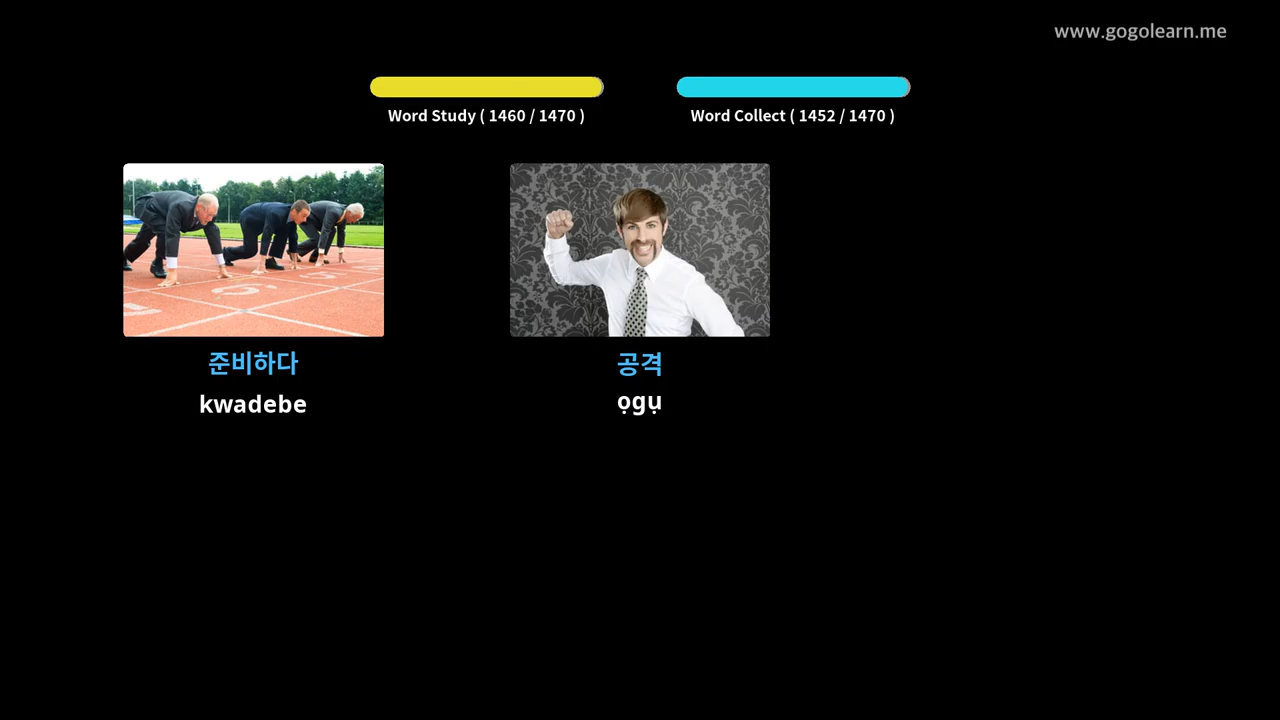 www.gogolearn.me
Word Study ( 1460 / 1470 )
Word Collect ( 1452 / 1470 )
준비하다
공격
kwadebe
ọgụ